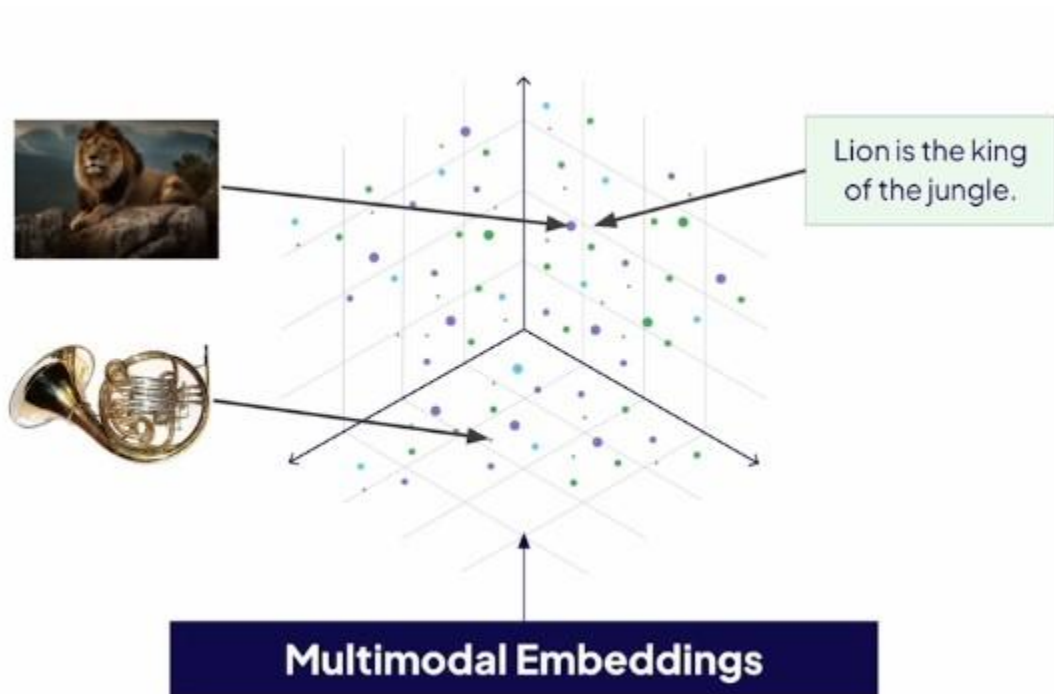 Lion is the king
of the jungle.
Multimodal Embeddings